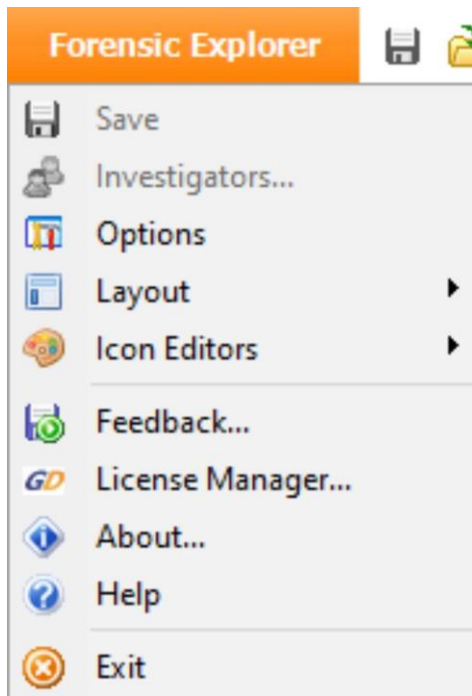 Forensic Explorer
Save
Investigators...
Options
Layout
Icon Editors
Feedback...
GD License Manager...
About...
Help
Exit